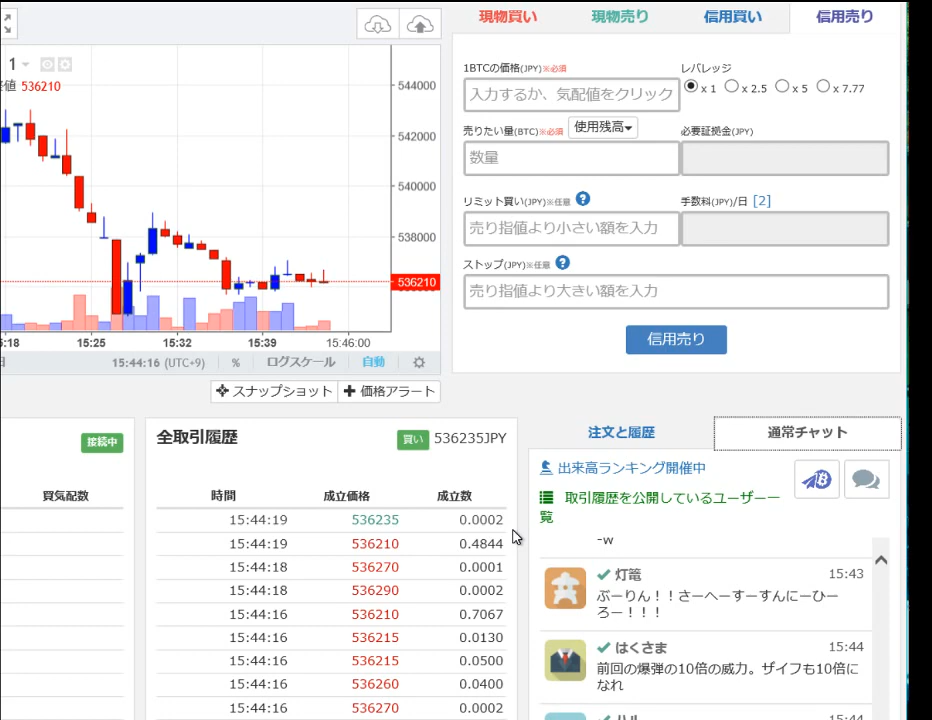 現物買い 現物売り 信用買い 信用売り
1
値 536210
544000
542000
540000
538000
536210
5:18 15:25 15:32 15:39 15:46:00
日 15:44:16 (UTC+9) % ログスケール 自動
スナップショット 価格アラート
1BTCの価格(JPY)※必須 レバレッジ
入力するか、気配値をクリック
x 1 x 2.5 x 5 x 7.77
売りたい量(BTC)※必須 使用残高 必要証拠金(JPY)
数量
リミット買い(JPY)※任意 ? 手数料(JPY)/日 [2]
売り指値より小さい額を入力
ストップ(JPY)※任意 ?
売り指値より大きい額を入力
信用売り
接続中
買気配数
全取引履歴 買い 536235JPY
時間 成立価格 成立数
15:44:19 536235 0.0002
15:44:19 536210 0.4844
15:44:18 536270 0.0001
15:44:18 536290 0.0002
15:44:16 536210 0.7067
15:44:16 536215 0.0130
15:44:16 536215 0.0500
15:44:16 536260 0.0400
15:44:16 536270 0.0002
注文と履歴 通常チャット
出来高ランキング開催中
取引履歴を公開しているユーザー一
覧
-w
灯篭 15:43
ぶーりん！！さーへーすーすんにーひー
ろー！！！
はくさま 15:44
前回の爆弾の10倍の威力。ザイフも10倍に
なれ
15:44